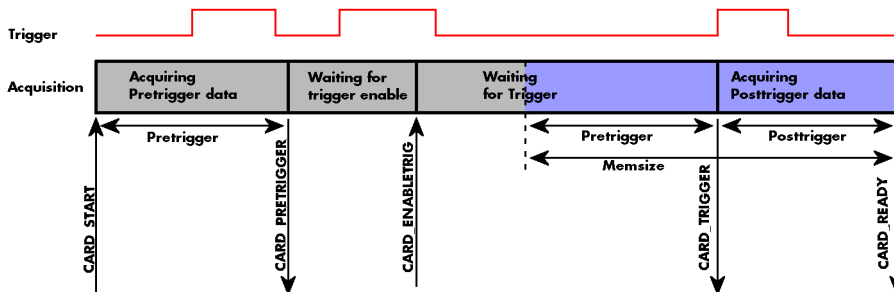 Trigger
Acquisition
Acquiring
Pretrigger data
Waiting for
trigger enable
Waiting
for Trigger
Acquiring
Posttrigger data
Pretrigger
Pretrigger
Posttrigger
Memsize
CARD_START
CARD_PRETRIGGER
CARD_ENABLETRIG
CARD_TRIGGER
CARD_READY